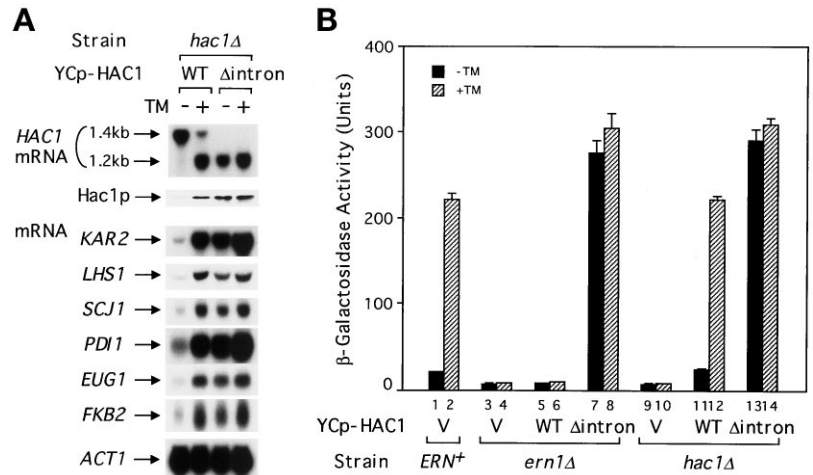 A
Strain hac1Δ
YCp-HAC1 WT Δintron
TM - + - +
HAC1 mRNA 1.4kb
1.2kb
Hac1p
mRNA KAR2
LHS1
SCJ1
PDI1
EUG1
FKB2
ACT1
B
β-Galactosidase Activity (Units)
400
300
200
100
0
-TM
+TM
1 2 3 4 5 6 7 8 9 10 11 12 13 14
YCp-HAC1 V V WT Δintron V WT Δintron
Strain ERN+ ern1Δ hac1Δ